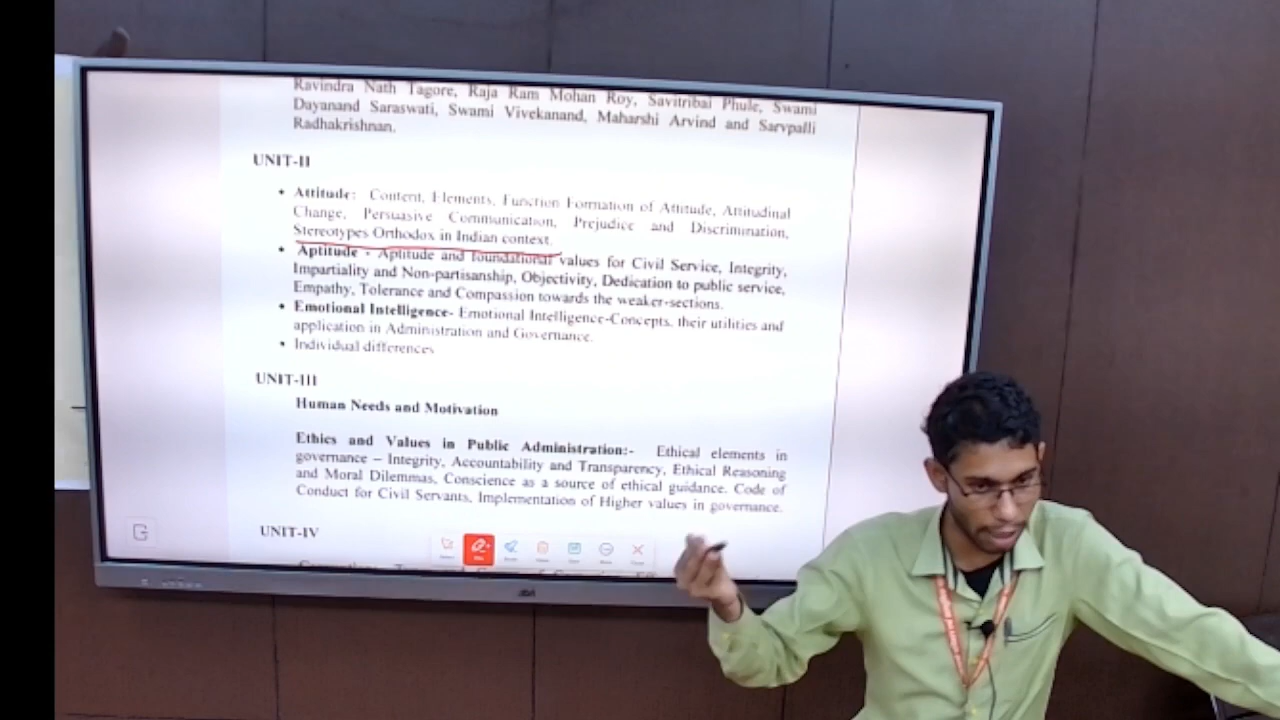 Ravindra Nath Tagore, Raja Ram Mohan Roy, Savitribai Phule, Swami
Dayanand Saraswati, Swami Vivekanand, Maharshi Arvind and Sarvpalli
Radhakrishnan.
UNIT-II
• Attitude: Content, Elements, Function Formation of Attitude, Attitudinal
Change, Persuasive Communication, Prejudice and Discrimination,
Stereotypes Orthodox in Indian context.
• Aptitude - Aptitude and foundational values for Civil Service, Integrity,
Impartiality and Non-partisanship, Objectivity, Dedication to public service,
Empathy, Tolerance and Compassion towards the weaker-sections.
• Emotional Intelligence- Emotional Intelligence-Concepts, their utilities and
application in Administration and Governance.
• Individual differences
UNIT-III
Human Needs and Motivation
Ethics and Values in Public Administration:- Ethical elements in
governance – Integrity, Accountability and Transparency, Ethical Reasoning
and Moral Dilemmas, Conscience as a source of ethical guidance. Code of
Conduct for Civil Servants, Implementation of Higher values in governance.
UNIT-IV